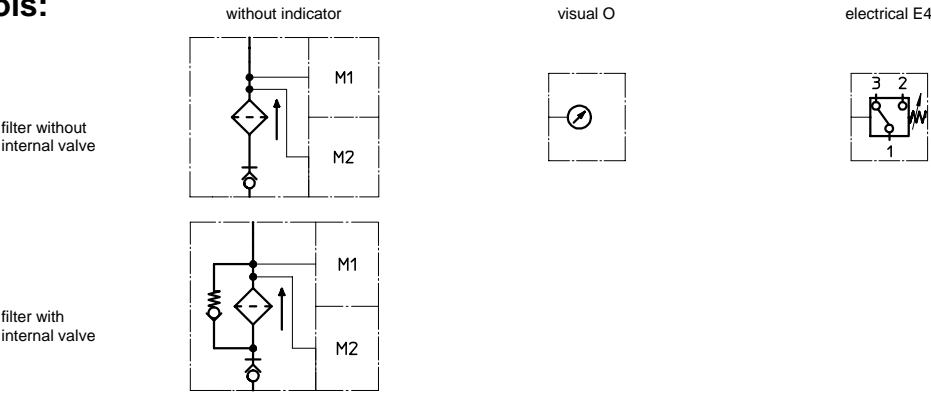 ols:
without indicator
visual O
electrical E4
filter without
internal valve
M1
M2
3 2
1
filter with
internal valve
M1
M2